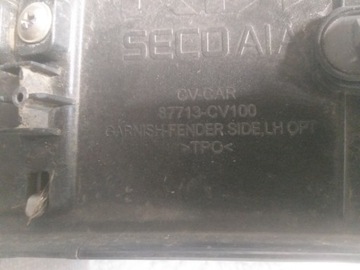 SECO AIA
CV-CAR
87713-CV100
GARNISH-FENDER SIDE,LH OPT
>TPO<